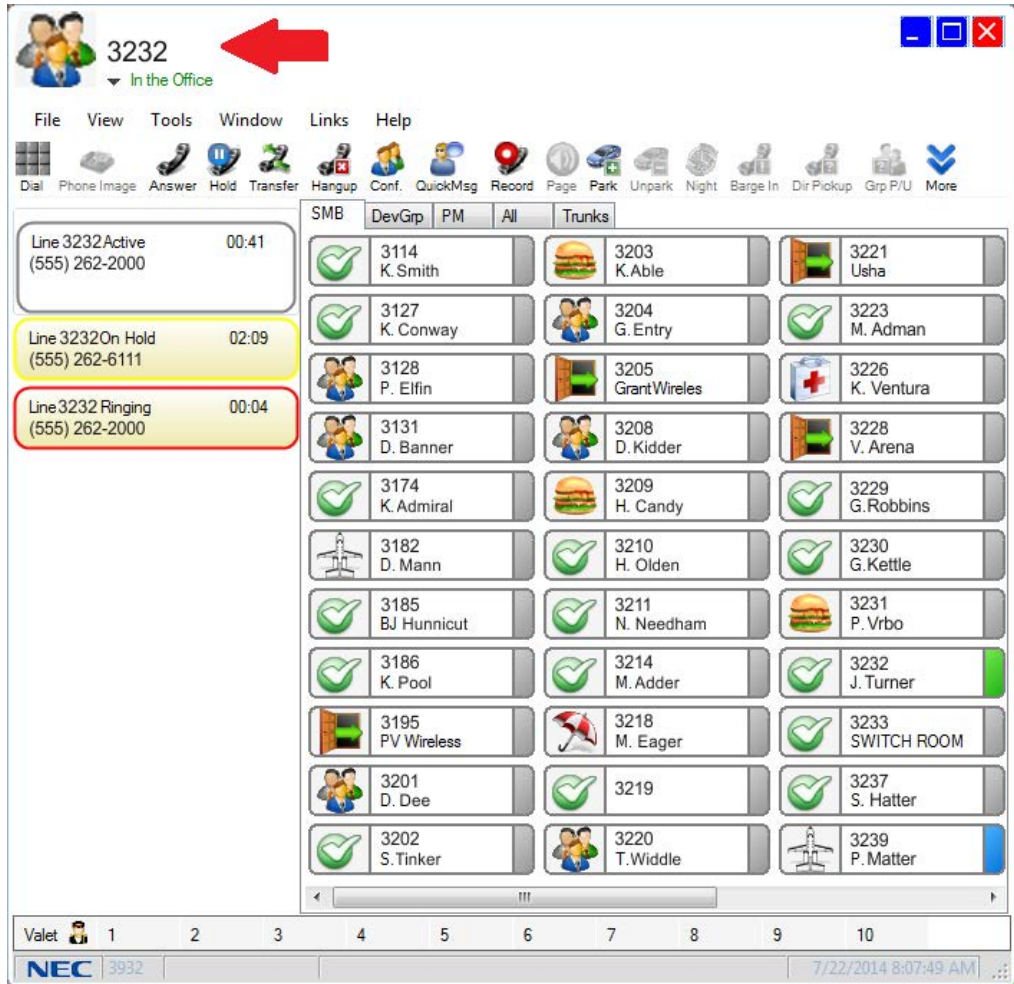 3232
In the Office
File View Tools Window Links Help
Dial Phone Image Answer Hold Transfer Hangup Conf. QuickMsg Record Page Park Unpark Night Barge In Dir Pickup Grp P/U More
SMB DevGrp PM All Trunks
Line 3232 Active 00:41
(555) 262-2000
Line 3232 On Hold 02:09
(555) 262-6111
Line 3232 Ringing 00:04
(555) 262-2000
3114
K. Smith
3127
K. Conway
3128
P. Elfin
3131
D. Banner
3174
K. Admiral
3182
D. Mann
3185
BJ Hunnicut
3186
K. Pool
3195
PV Wireless
3201
D. Dee
3202
S. Tinker
3203
K. Able
3204
G. Entry
3205
Grant Wireles
3208
D. Kidder
3209
H. Candy
3210
H. Olden
3211
N. Needham
3214
M. Adder
3218
M. Eager
3219
3220
T. Widdle
3221
Usha
3223
M. Adman
3226
K. Ventura
3228
V. Arena
3229
G.Robbins
3230
G.Kettle
3231
P. Vrbo
3232
J. Turner
3233
SWITCH ROOM
3237
S. Hatter
3239
P. Matter
Valet 1 2 3 4 5 6 7 8 9 10
NEC 3932 7/22/2014 8:07:49 AM